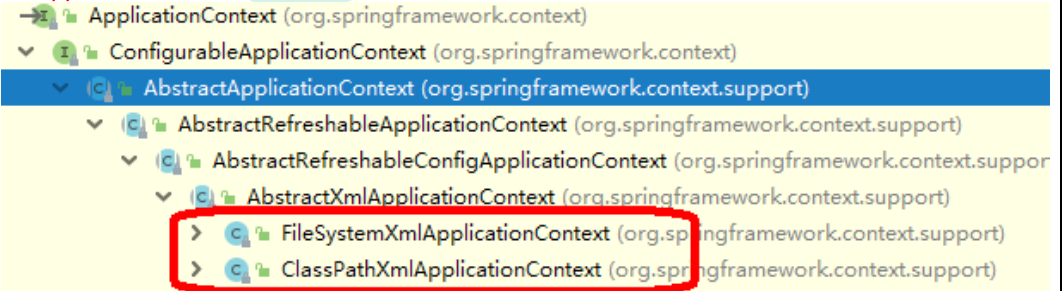 ApplicationContext (org.springframework.context)
ConfigurableApplicationContext (org.springframework.context)
AbstractApplicationContext (org.springframework.context.support)
AbstractRefreshableApplicationContext (org.springframework.context.support)
AbstractRefreshableConfigApplicationContext (org.springframework.context.suppor
AbstractXmlApplicationContext (org.springframework.context.support)
FileSystemXmlApplicationContext (org.springframework.context.support)
ClassPathXmlApplicationContext (org.springframework.context.support)